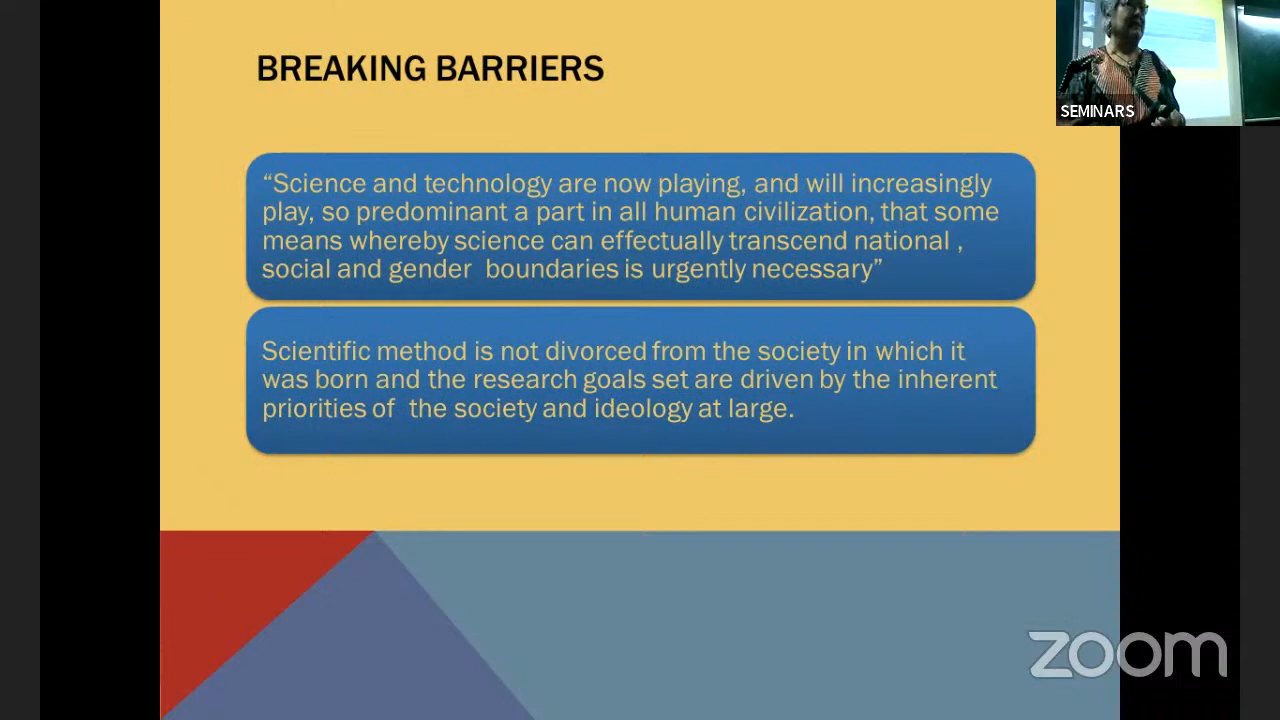 BREAKING BARRIERS
SEMINARS
“Science and technology are now playing, and will increasingly
play, so predominant a part in all human civilization, that some
means whereby science can effectually transcend national ,
social and gender  boundaries is urgently necessary”
Scientific method is not divorced from the society in which it
was born and the research goals set are driven by the inherent
priorities of  the society and ideology at large.
zoom